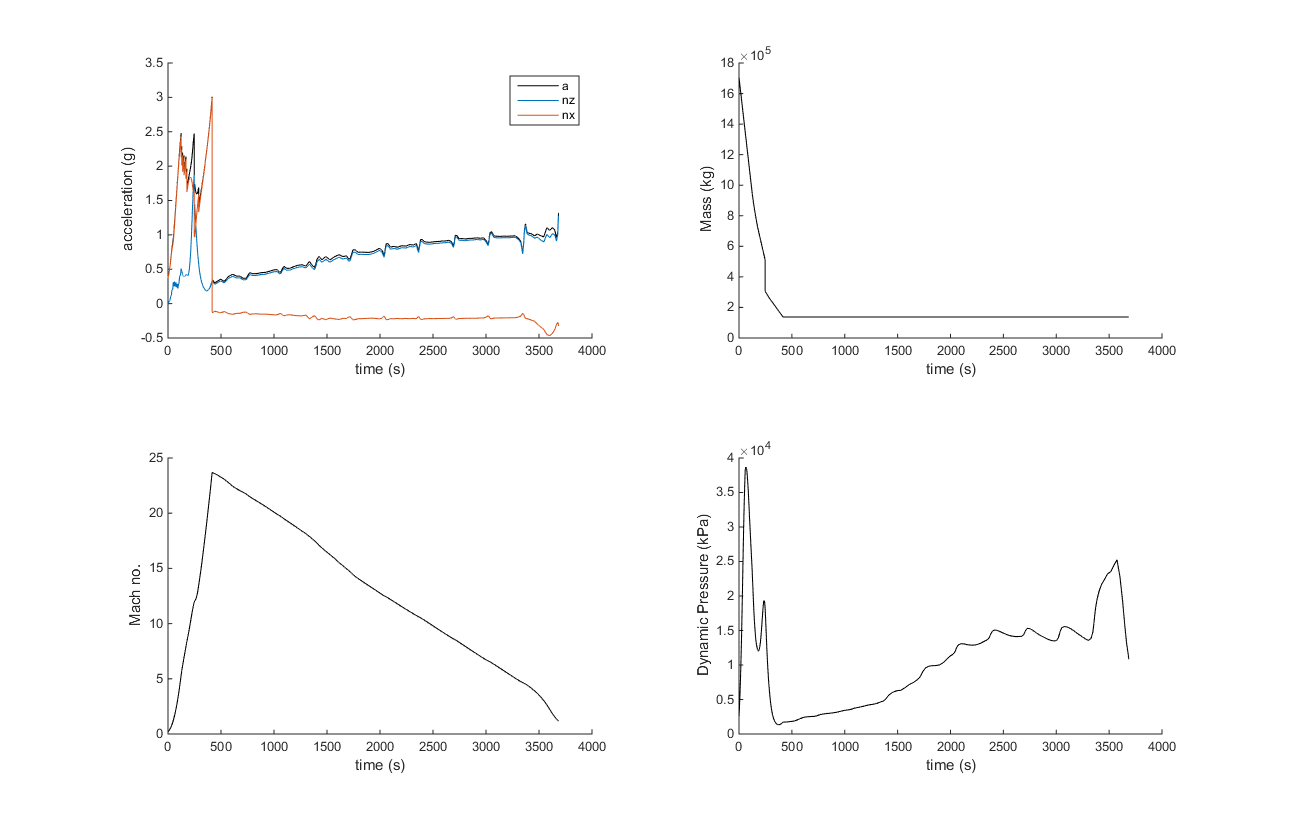 3.5
3
2.5
2
1.5
1
0.5
0
-0.5
acceleration (g)
a
nz
nx
0 500 1000 1500 2000 2500 3000 3500 4000
time (s)
×10^5
18
16
14
12
10
8
6
4
2
0
Mass (kg)
0 500 1000 1500 2000 2500 3000 3500 4000
time (s)
25
20
15
10
5
0
Mach no.
0 500 1000 1500 2000 2500 3000 3500 4000
time (s)
×10^4
4
3.5
3
2.5
2
1.5
1
0.5
0
Dynamic Pressure (kPa)
0 500 1000 1500 2000 2500 3000 3500 4000
time (s)